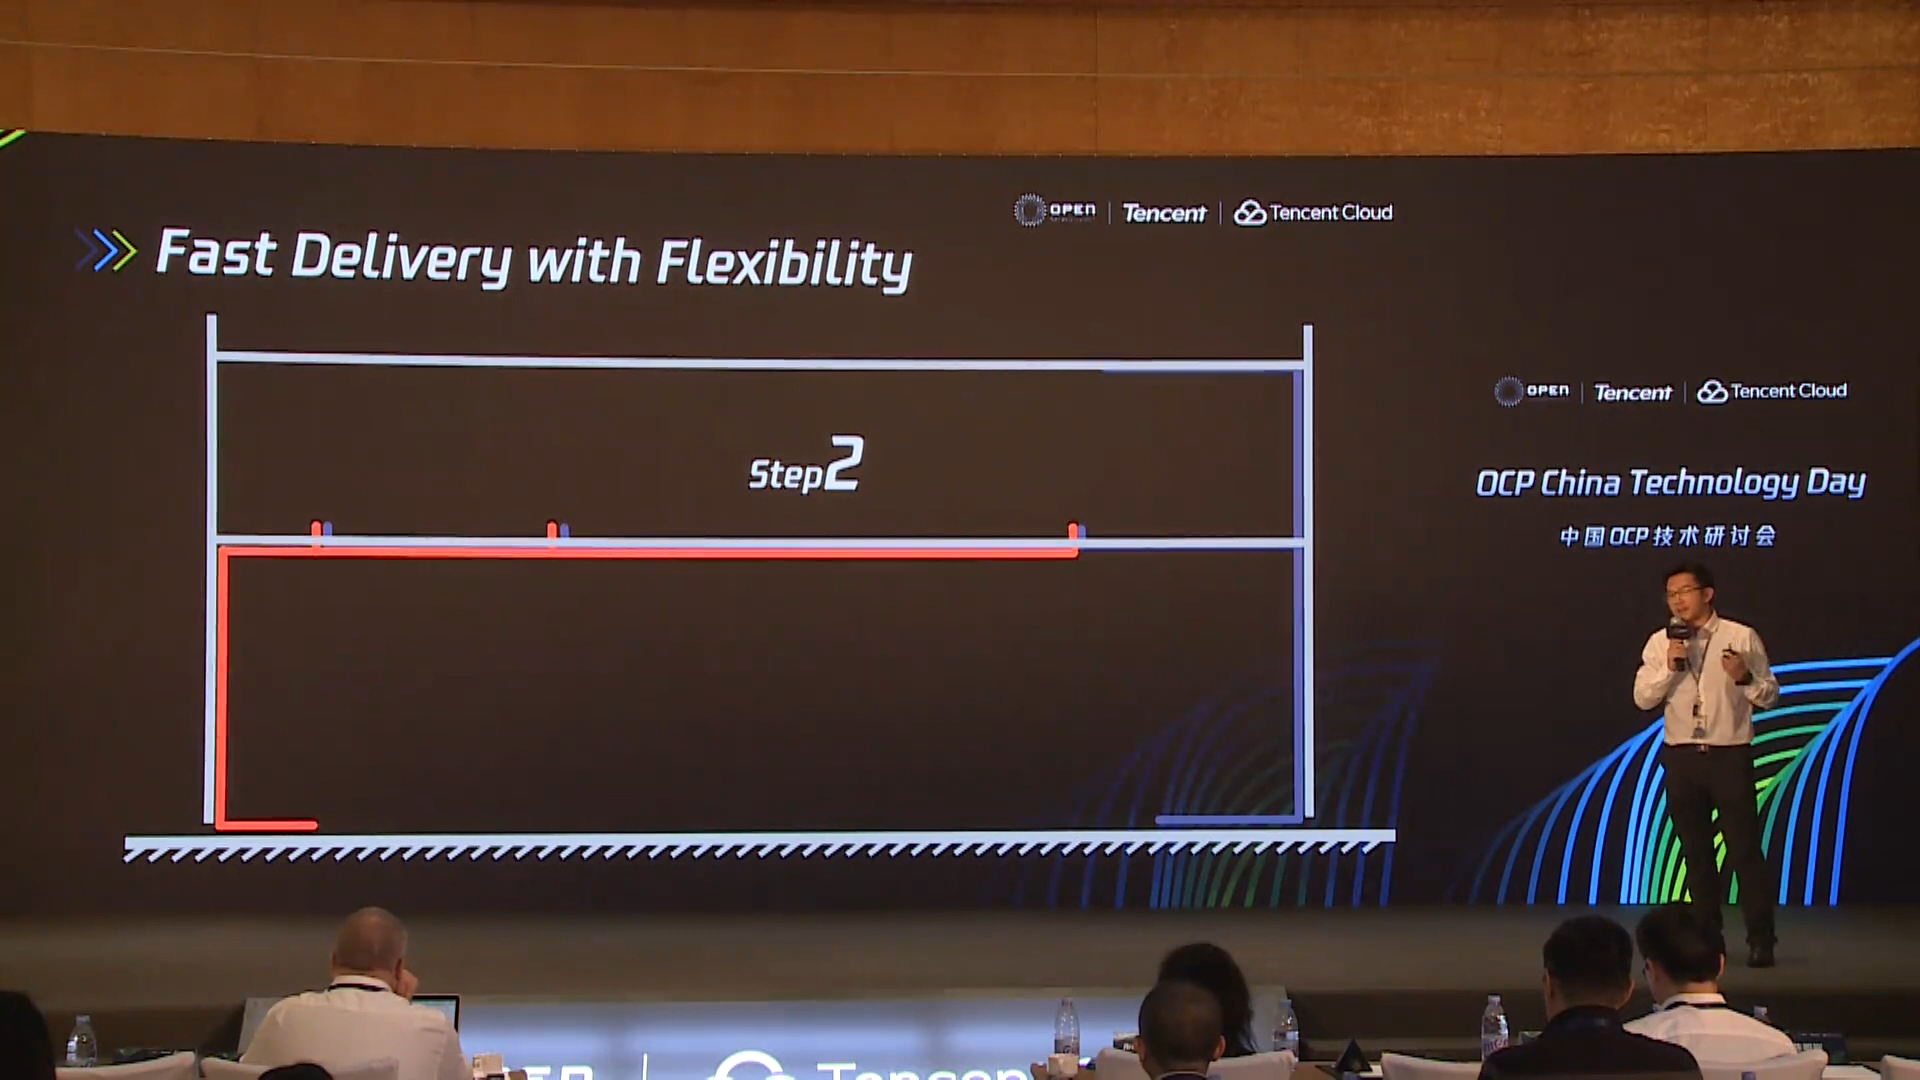 OPEN | Tencent | Tencent Cloud
Fast Delivery with Flexibility
Step2
OPEN | Tencent | Tencent Cloud
OCP China Technology Day
中国OCP技术研讨会